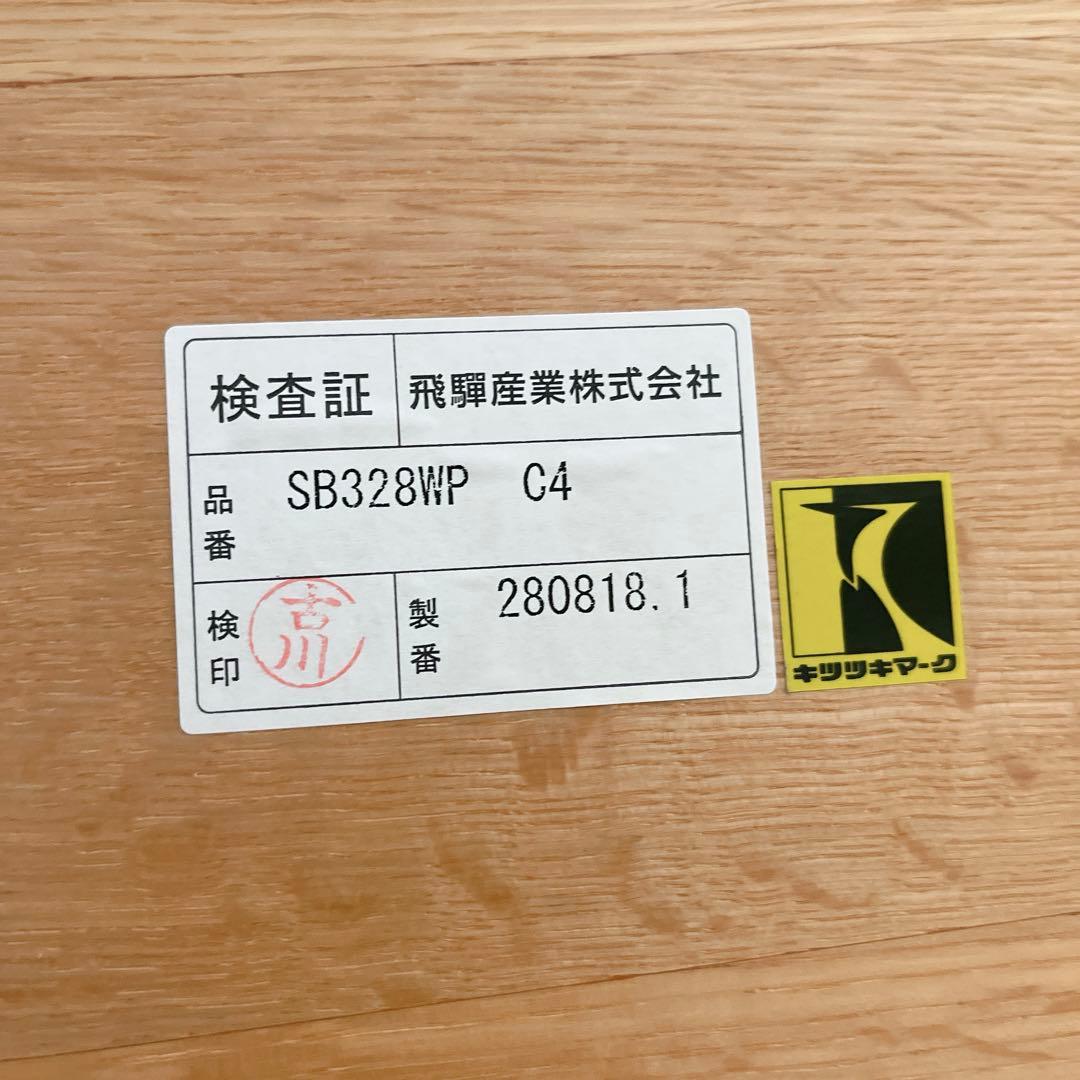 検査証
飛騨産業株式会社
品番
SB328WP C4
検印
古川
製番
280818.1
キツツキマーク